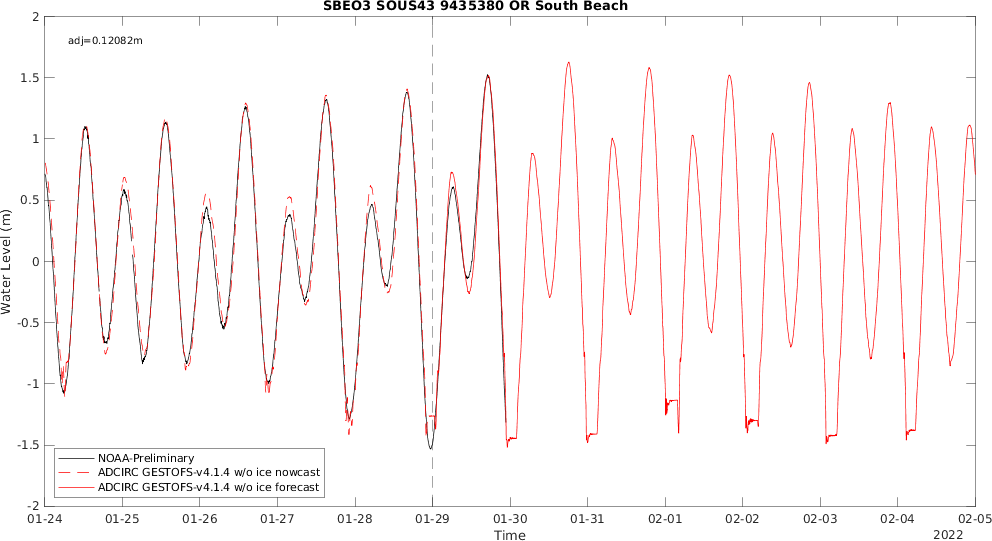 SBEO3 SOUS43 9435380 OR South Beach
adj=0.12082m
2
1.5
1
0.5
0
-0.5
-1
-1.5
-2
Water Level (m)
NOAA-Preliminary
ADCIRC GESTOFS-v4.1.4 w/o ice nowcast
ADCIRC GESTOFS-v4.1.4 w/o ice forecast
01-24 01-25 01-26 01-27 01-28 01-29 01-30 01-31 02-01 02-02 02-03 02-04 02-05
Time
2022